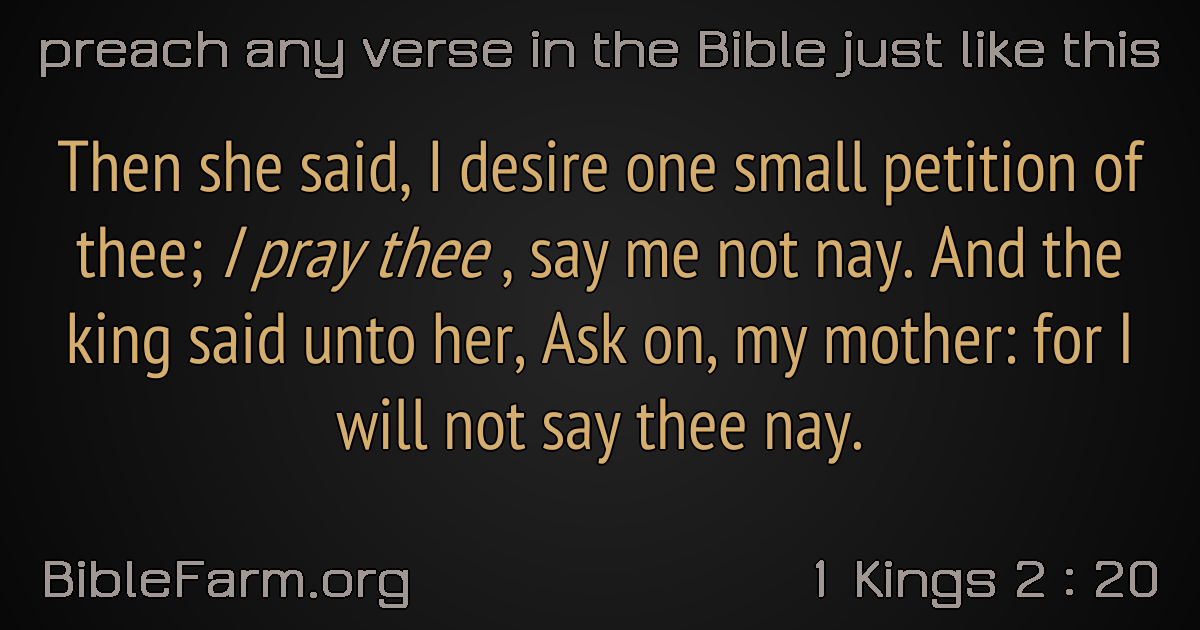 preach any verse in the Bible just like this
Then she said, I desire one small petition of
thee; I pray thee , say me not nay. And the
king said unto her, Ask on, my mother: for I
will not say thee nay.
BibleFarm.org
1 Kings 2 : 20